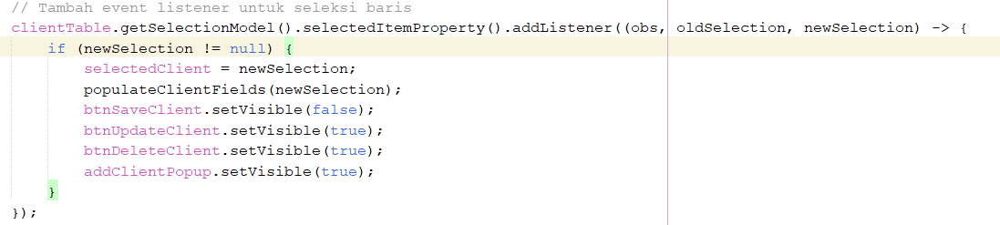 // Tambah event listener untuk seleksi baris
clientTable.getSelectionModel().selectedItemProperty().addListener((obs, oldSelection, newSelection) -> {
    if (newSelection != null) {
        selectedClient = newSelection;
        populateClientFields(newSelection);
        btnSaveClient.setVisible(false);
        btnUpdateClient.setVisible(true);
        btnDeleteClient.setVisible(true);
        addClientPopup.setVisible(true);
    }
});